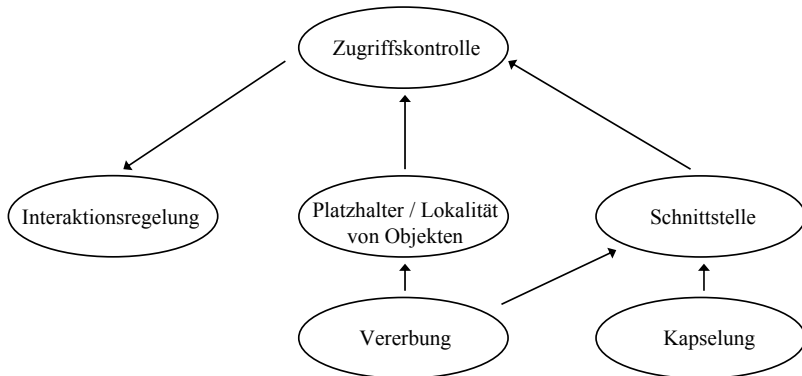 Zugriffskontrolle
Interaktionsregelung
Platzhalter / Lokalität
von Objekten
Schnittstelle
Vererbung
Kapselung